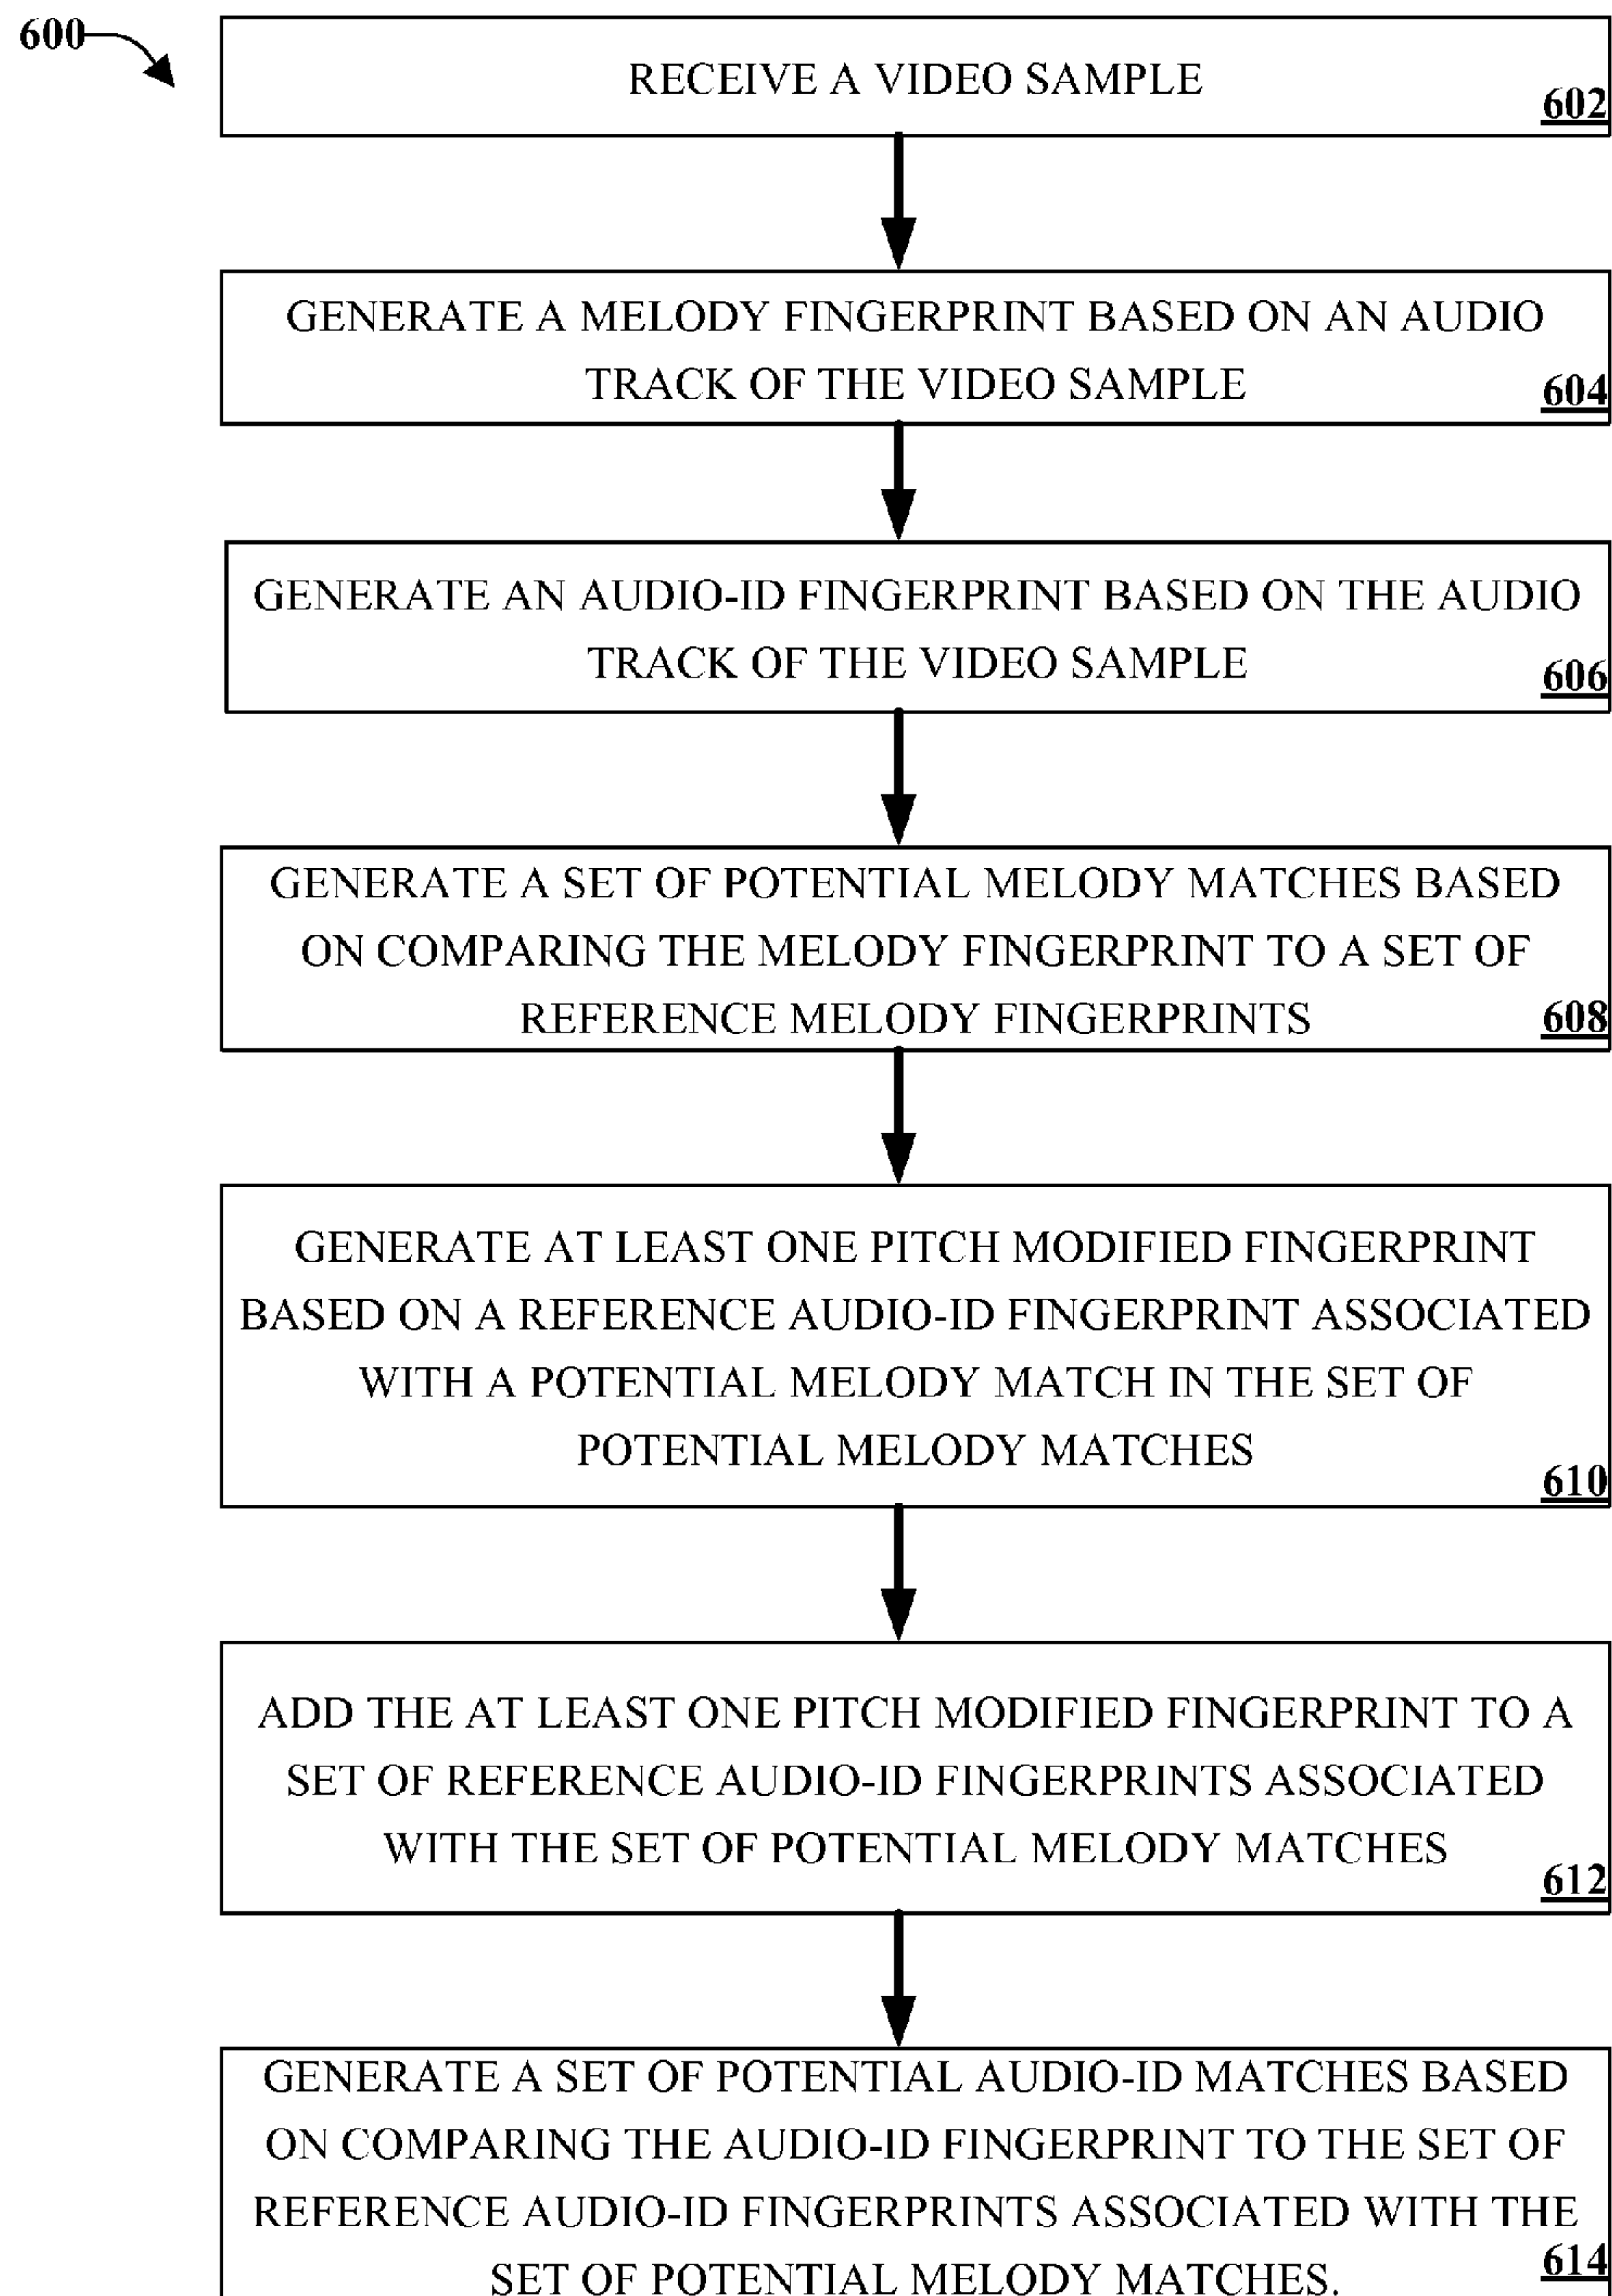 600
RECEIVE A VIDEO SAMPLE
602
GENERATE A MELODY FINGERPRINT BASED ON AN AUDIO
TRACK OF THE VIDEO SAMPLE
604
GENERATE AN AUDIO-ID FINGERPRINT BASED ON THE AUDIO
TRACK OF THE VIDEO SAMPLE
606
GENERATE A SET OF POTENTIAL MELODY MATCHES BASED
ON COMPARING THE MELODY FINGERPRINT TO A SET OF
REFERENCE MELODY FINGERPRINTS
608
GENERATE AT LEAST ONE PITCH MODIFIED FINGERPRINT
BASED ON A REFERENCE AUDIO-ID FINGERPRINT ASSOCIATED
WITH A POTENTIAL MELODY MATCH IN THE SET OF
POTENTIAL MELODY MATCHES
610
ADD THE AT LEAST ONE PITCH MODIFIED FINGERPRINT TO A
SET OF REFERENCE AUDIO-ID FINGERPRINTS ASSOCIATED
WITH THE SET OF POTENTIAL MELODY MATCHES
612
GENERATE A SET OF POTENTIAL AUDIO-ID MATCHES BASED
ON COMPARING THE AUDIO-ID FINGERPRINT TO THE SET OF
REFERENCE AUDIO-ID FINGERPRINTS ASSOCIATED WITH THE
SET OF POTENTIAL MELODY MATCHES.
614